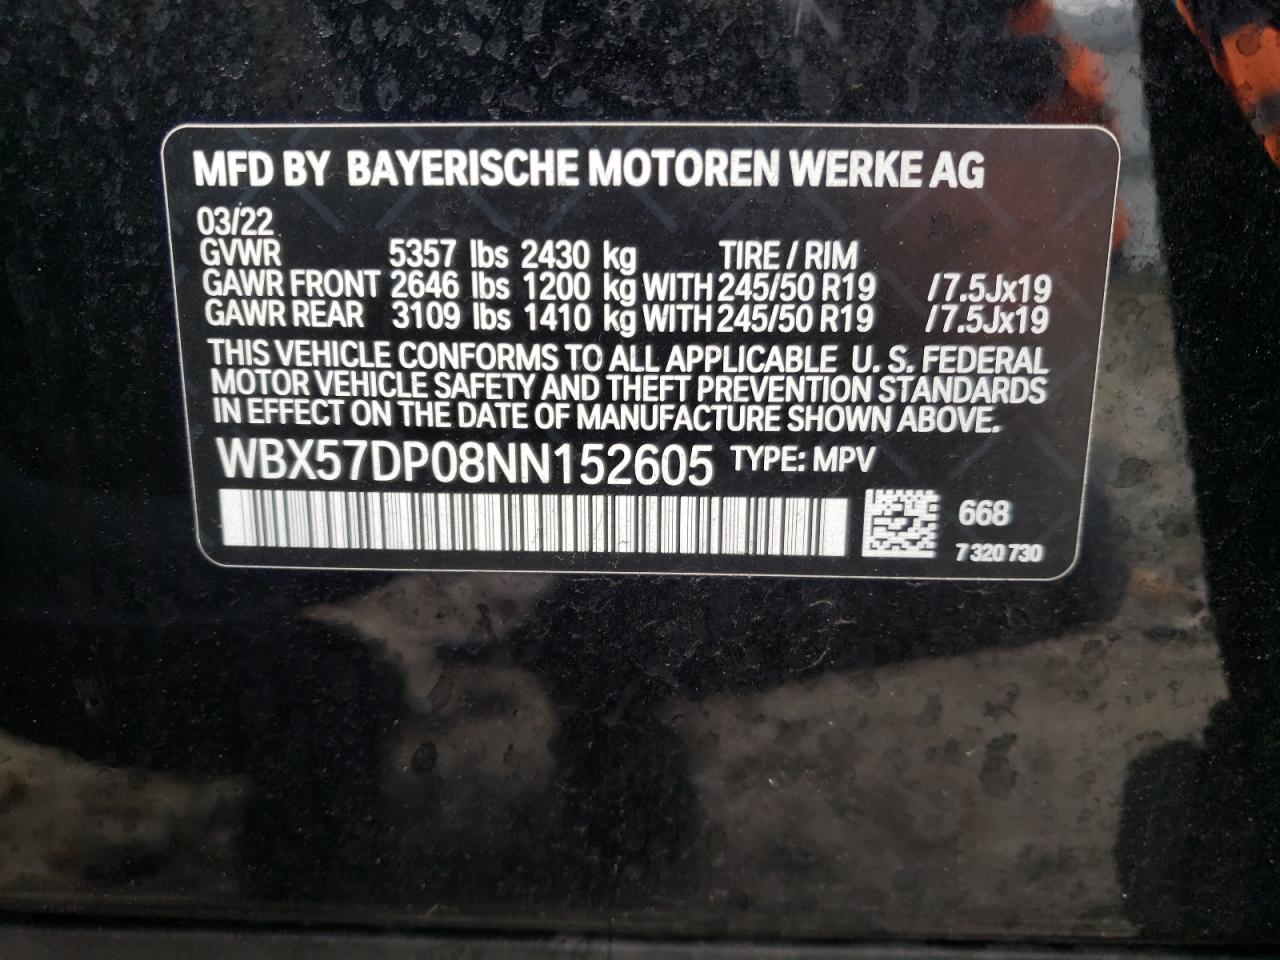 MFD BY BAYERISCHE MOTOREN WERKE AG
03/22
GVWR 5357 lbs 2430 kg TIRE / RIM
GAWR FRONT 2646 lbs 1200 kg WITH 245/50 R19 /7.5Jx19
GAWR REAR 3109 lbs 1410 kg WITH 245/50 R19 /7.5Jx19
THIS VEHICLE CONFORMS TO ALL APPLICABLE U. S. FEDERAL
MOTOR VEHICLE SAFETY AND THEFT PREVENTION STANDARDS
IN EFFECT ON THE DATE OF MANUFACTURE SHOWN ABOVE.
WBX57DP08NN152605 TYPE: MPV
668
7 320 730